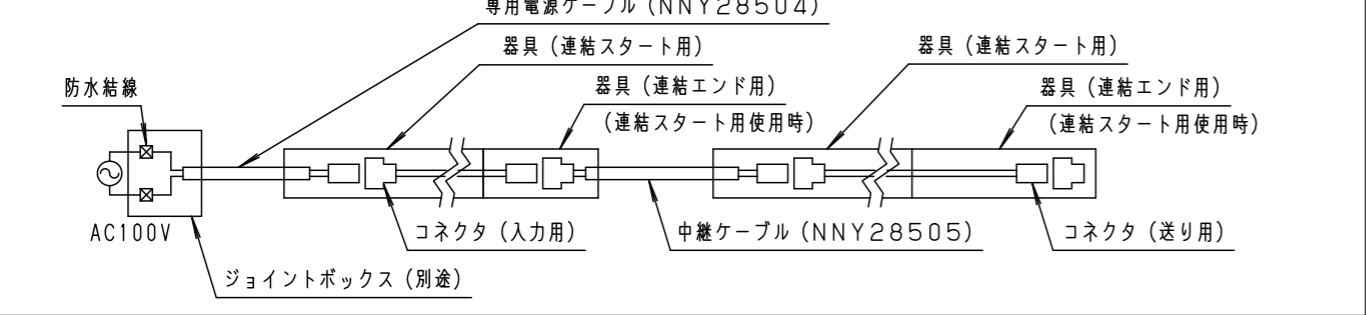 専用電源ケーブル（NNY28504）
器具（連結スタート用）
器具（連結スタート用）
防水結線
器具（連結エンド用）
（連結スタート用使用時）
器具（連結エンド用）
（連結スタート用使用時）
AC100V
コネクタ（入力用）
中継ケーブル（NNY28505）
コネクタ（送り用）
ジョイントボックス（別途）